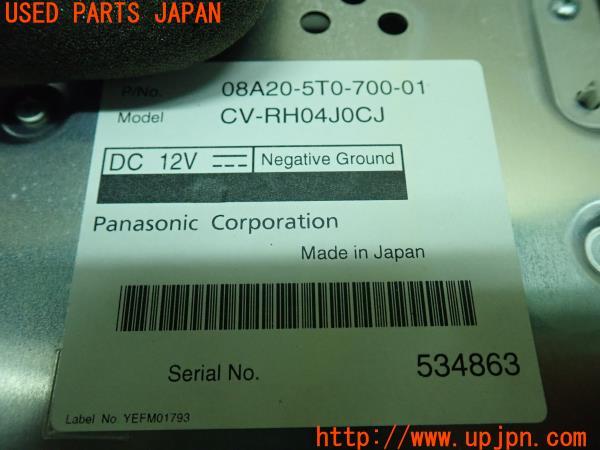 USED PARTS JAPAN
P/No. 08A20-5T0-700-01
Model CV-RH04J0CJ
DC 12V Negative Ground
Panasonic Corporation
Made in Japan
Serial No. 534863
Label No. YEFM01793
http://www.upjpn.com